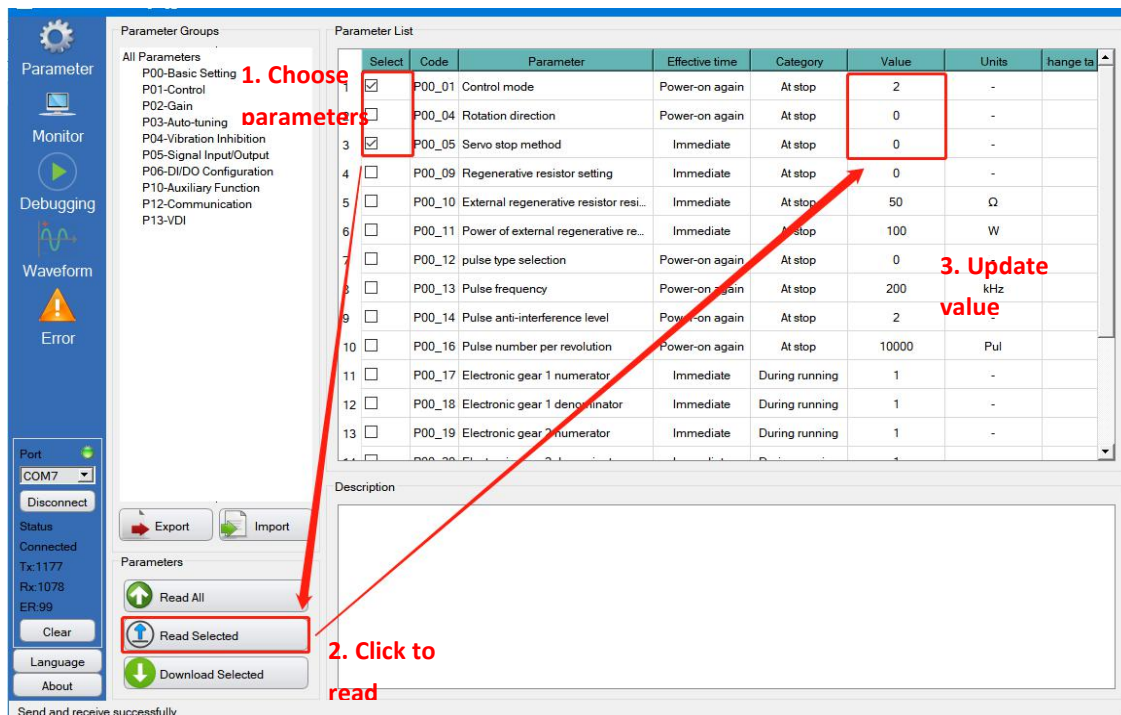 Parameter
Monitor
Debugging
Waveform
Error
Port
COM7
Disconnect
Status
Connected
Tx:1177
Rx:1078
ER:99
Clear
Language
About
Parameter Groups
All Parameters
P00-Basic Setting
P01-Control
P02-Gain
P03-Auto-tuning
P04-Vibration Inhibition
P05-Signal Input/Output
P06-DI/DO Configuration
P10-Auxiliary Function
P12-Communication
P13-VDI
1. Choose
parameters
Export Import
Parameters
Read All
Read Selected
Download Selected
2. Click to
read
Parameter List
Select Code Parameter Effective time Category Value Units hange ta
1 P00_01 Control mode Power-on again At stop 2 -
P00_04 Rotation direction Power-on again At stop 0 -
3 P00_05 Servo stop method Immediate At stop 0 -
4 P00_09 Regenerative resistor setting Immediate At stop 0 -
5 P00_10 External regenerative resistor resi... Immediate At stop 50 Ω
6 P00_11 Power of external regenerative re... Immediate At stop 100 W
7 P00_12 pulse type selection Power-on again At stop 0 -
8 P00_13 Pulse frequency Power-on again At stop 200 kHz
9 P00_14 Pulse anti-interference level Power-on again At stop 2 -
10 P00_16 Pulse number per revolution Power-on again At stop 10000 Pul
11 P00_17 Electronic gear 1 numerator Immediate During running 1 -
12 P00_18 Electronic gear 1 denominator Immediate During running 1 -
13 P00_19 Electronic gear 2 numerator Immediate During running 1 -
3. Update
value
Description
Send and receive successfully